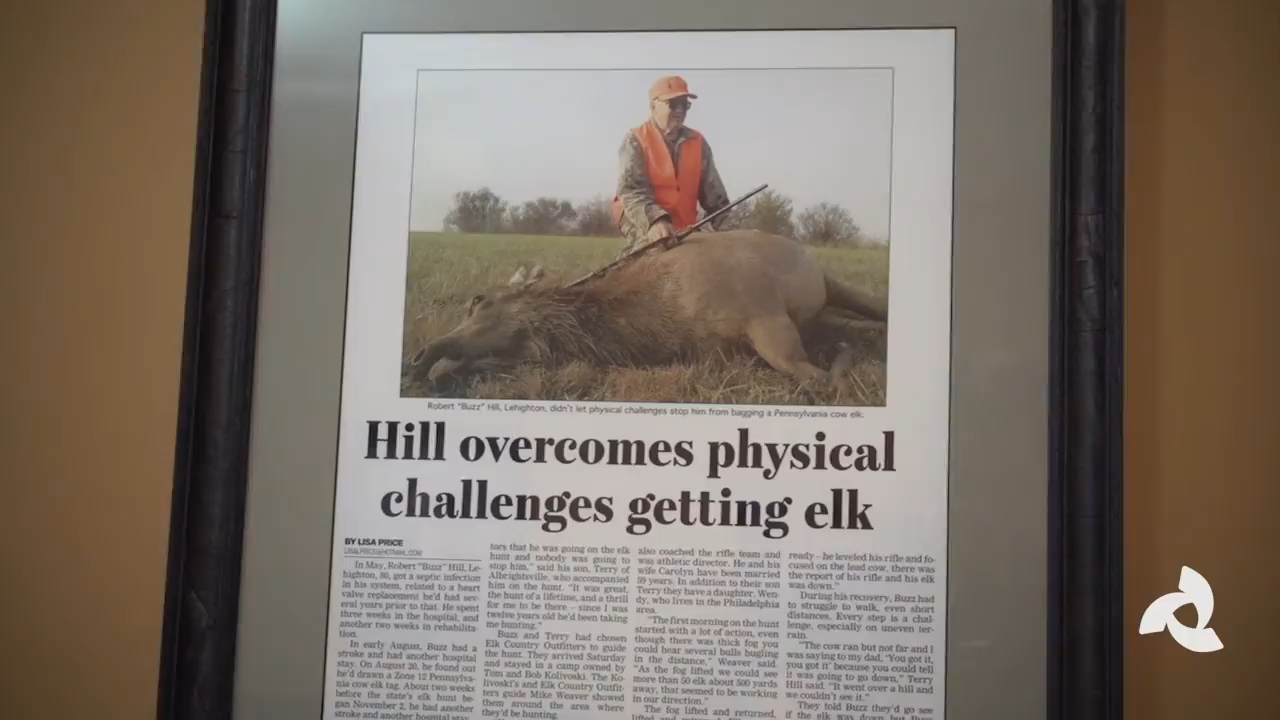 Robert "Buzz" Hill, Lehighton, didn't let physical challenges stop him from bagging a Pennsylvania cow elk.
Hill overcomes physical
challenges getting elk
BY LISA PRICE
In May, Robert "Buzz" Hill, Le-
highton, 86, got a septic infection
in his system, related to a heart
valve replacement he'd had sev-
eral years prior to that. He spent
three weeks in the hospital, and
another two weeks in rehabilita-
tion.
In early August, Buzz had a
stroke and had another hospital
stay. On August 20, he found out
he'd drawn a Zone 12 Pennsylva-
nia cow elk tag. About two weeks
before the state's elk hunt be-
gan November 2, he had another
stroke and another hospital stay.
tors that he was going on the elk
hunt and nobody was going to
stop him," said his son, Terry of
Albrightsville, who accompanied
him on the hunt. "It was great,
the hunt of a lifetime, and a thrill
for me to be there – since I was
twelve years old he'd been taking
me hunting."
Buzz and Terry had chosen
Elk Country Outfitters to guide
the hunt. They arrived Saturday
and stayed in a camp owned by
Tom and Bob Kolivoski. The Ko-
livoski's and Elk Country Outfit-
ters guide Mike Weaver showed
them around the area where
they'd be hunting.
also coached the rifle team and
was athletic director. He and his
wife Carolyn have been married
59 years. In addition to their son
Terry they have a daughter, Wen-
dy, who lives in the Philadelphia
area.
"The first morning on the hunt
started with a lot of action, even
though there was thick fog you
could hear several bulls bugling
in the distance," Weaver said.
"As the fog lifted we could see
more than 50 elk about 500 yards
away, that seemed to be working
in our direction."
The fog lifted and returned,
lifted and
ready – he leveled his rifle and fo-
cused on the lead cow, there was
the report of his rifle and his elk
was down."
During his recovery, Buzz had
to struggle to walk, even short
distances. Every step is a chal-
lenge, especially on uneven ter-
rain.
"The cow ran but not far and I
was saying to my dad, 'You got it,
you got it' because you could tell
it was going to go down," Terry
Hill said. "It went over a hill and
we couldn't see it."
They told Buzz they'd go see
if the elk was down but Buzz